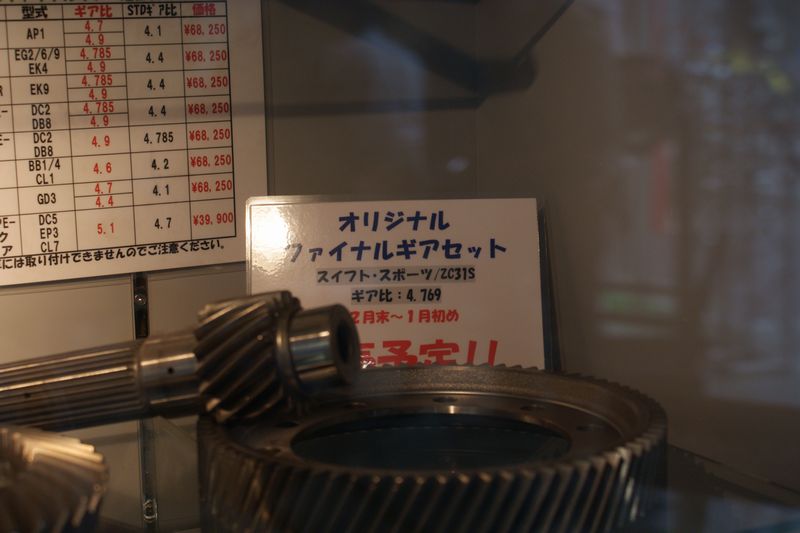 型式 ギア比 STDギア比 価格
AP1 4.7 4.9 4.1 ¥68,250
EG2/6/9 EK4 4.785 4.9 4.4 ¥68,250
EK9 4.785 4.9 4.4 ¥68,250
DC2 DB8 4.785 4.9 4.4 ¥68,250
DC2 DB8 4.9 4.785 ¥68,250
BB1/4 CL1 4.6 4.2 ¥68,250
GD3 4.7 4.4 4.1 ¥68,250
DC5 EP3 CL7 5.1 4.7 ¥39,900
には取り付けできませんのでご注意ください。
オリジナル
ファイナルギアセット
スイフト・スポーツ/ZC31S
ギア比：4.769
2月末～1月初め
予定!!